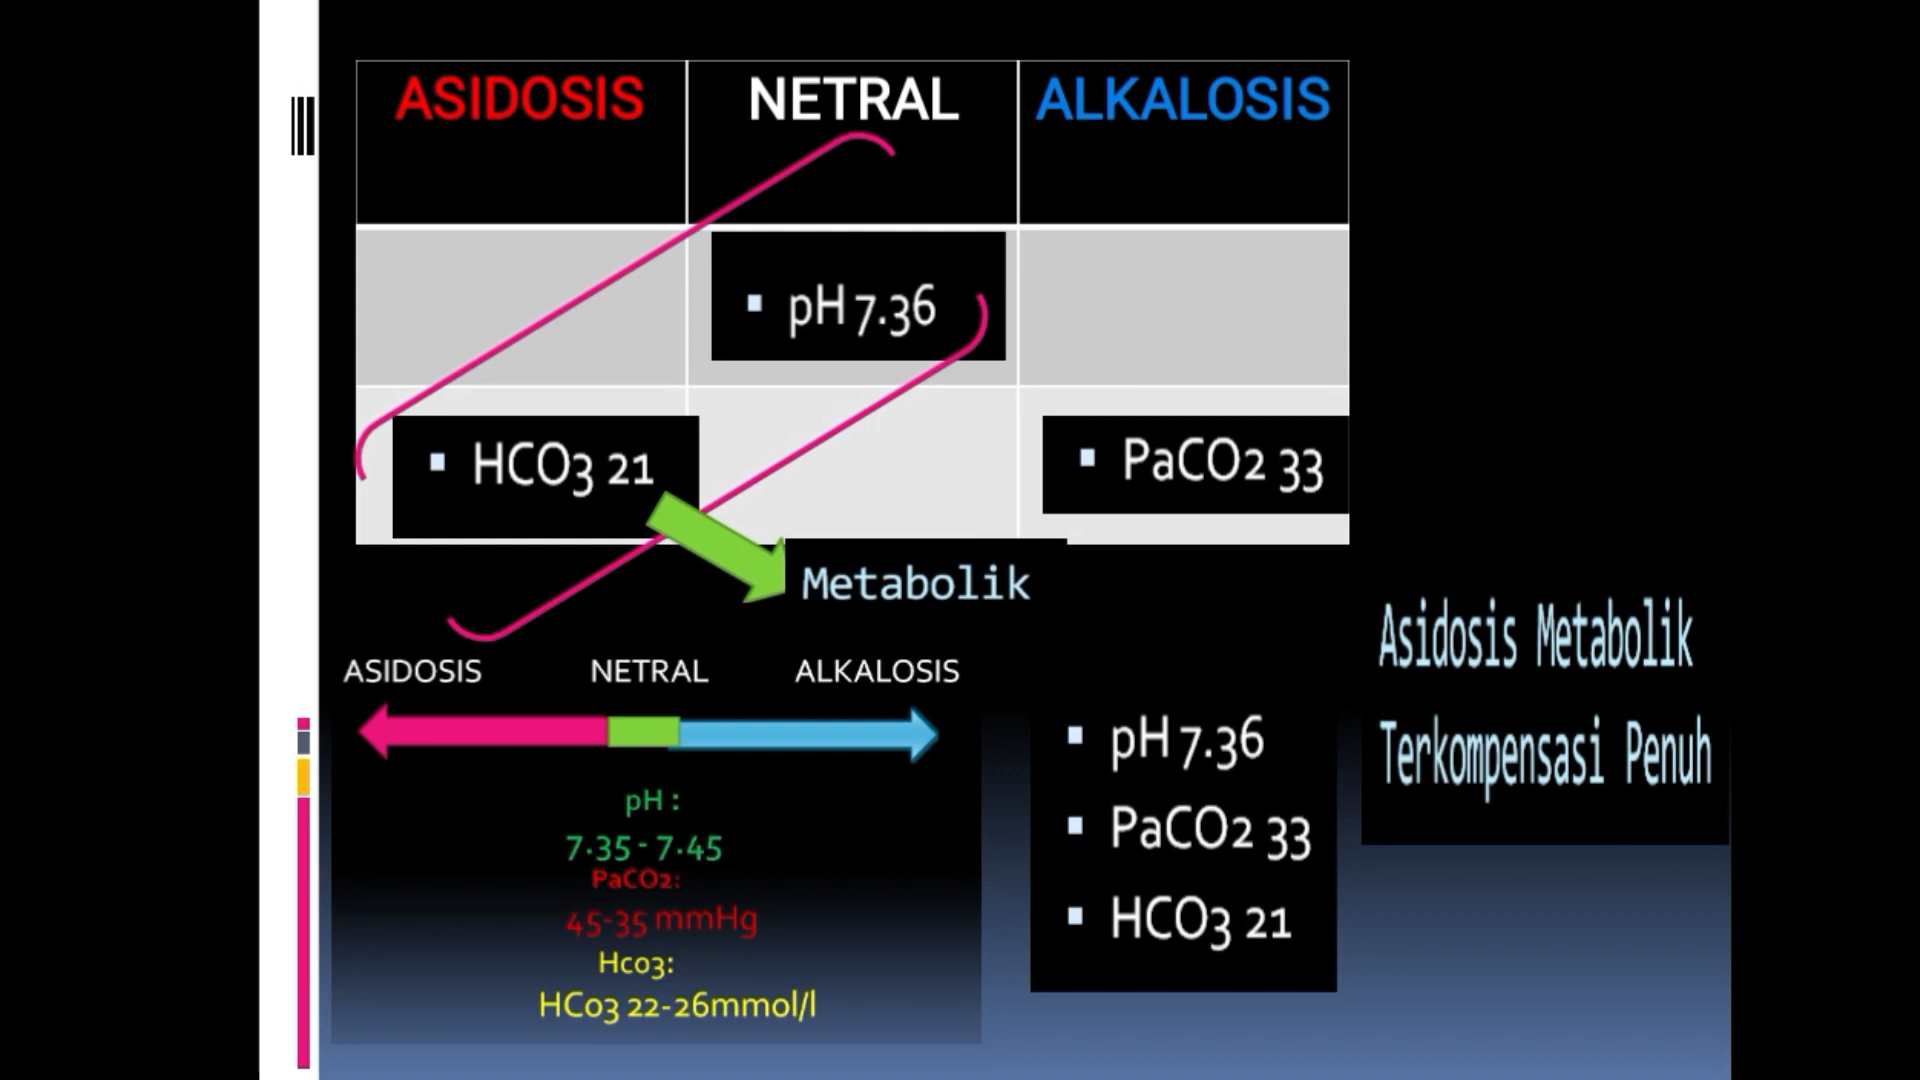 ASIDOSIS NETRAL ALKALOSIS
▪ pH 7.36
▪ HCO3 21 ▪ PaCO2 33
Metabolik
Asidosis Metabolik
Terkompensasi Penuh
ASIDOSIS NETRAL ALKALOSIS
pH :
7.35 - 7.45
PaCO2:
45-35 mmHg
Hco3:
HCo3 22-26mmol/l
▪ pH 7.36
▪ PaCO2 33
▪ HCO3 21